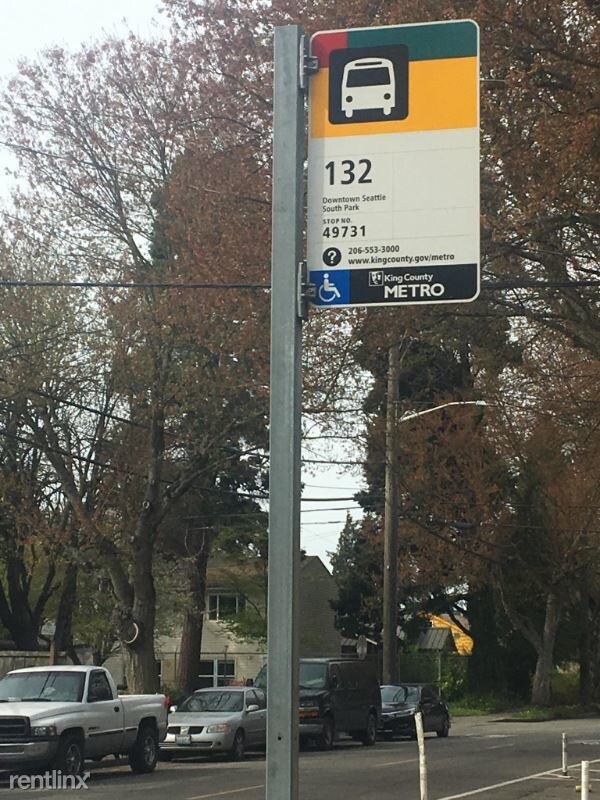 132
Downtown Seattle
South Park
STOP NO.
49731
?
206-553-3000
www.kingcounty.gov/metro
King County
METRO
rentlinx